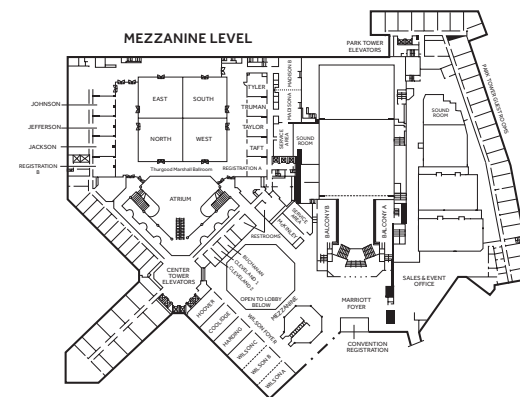 MEZZANINE LEVEL
PARK TOWER
ELEVATORS
PARK TOWER GUESTROOMS
TYLER
MADISON B
MADISON A
EAST
SOUTH
JOHNSON
TRUMAN
SOUND
ROOM
JEFFERSON
NORTH
WEST
TAYLOR
SERVICE
AREA
SOUND
ROOM
JACKSON
TAFT
REGISTRATION
B
Thurgood Marshall Ballroom
REGISTRATION A
ATRIUM
SERVICE
AREA
McKINLEY
RESTROOMS
BALCONY B
BALCONY A
BUCHANAN
CLEVELAND 1
CLEVELAND 2
CENTER
TOWER
ELEVATORS
SALES & EVENT
OFFICE
OPEN TO LOBBY
BELOW
MEZZANINE
MARRIOTT
FOYER
HOOVER
COOLIDGE
HARDING
WILSON FOYER
WILSON C
WILSON B
WILSON A
CONVENTION
REGISTRATION